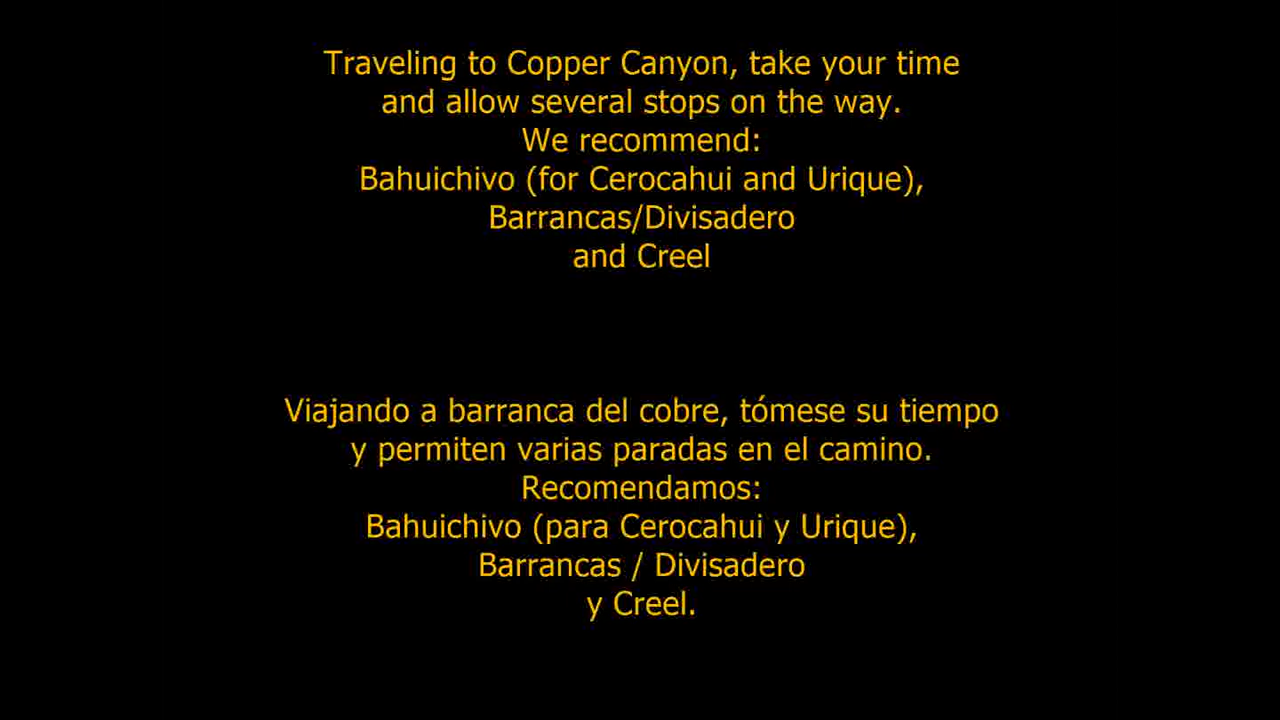 Traveling to Copper Canyon, take your time
and allow several stops on the way.
We recommend:
Bahuichivo (for Cerocahui and Urique),
Barrancas/Divisadero
and Creel
Viajando a barranca del cobre, tómese su tiempo
y permiten varias paradas en el camino.
Recomendamos:
Bahuichivo (para Cerocahui y Urique),
Barrancas / Divisadero
y Creel.